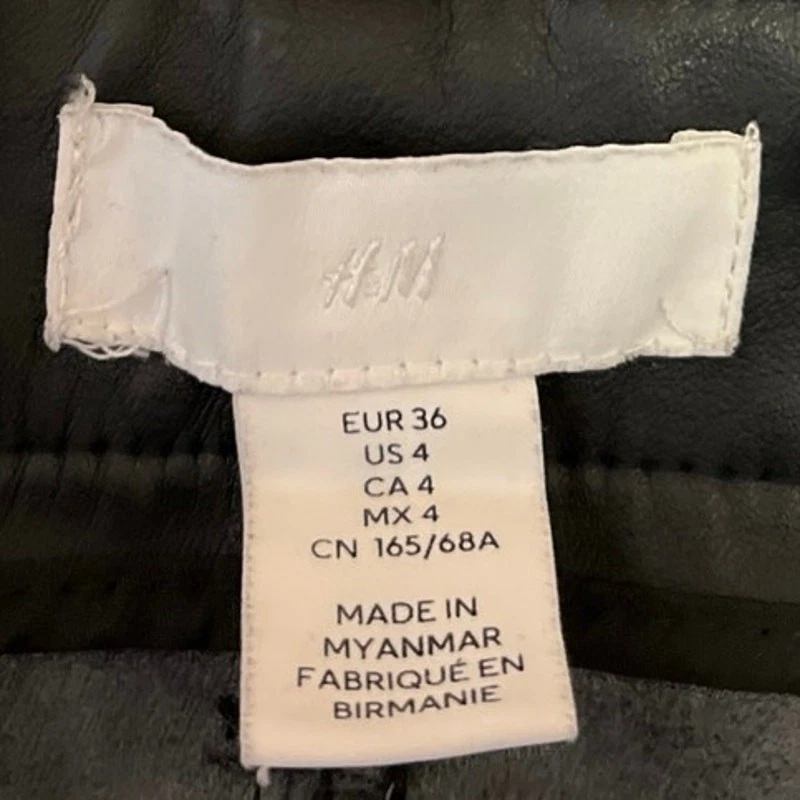 H&M
EUR 36
US 4
CA 4
MX 4
CN 165/68A
MADE IN
MYANMAR
FABRIQUÉ EN
BIRMANIE